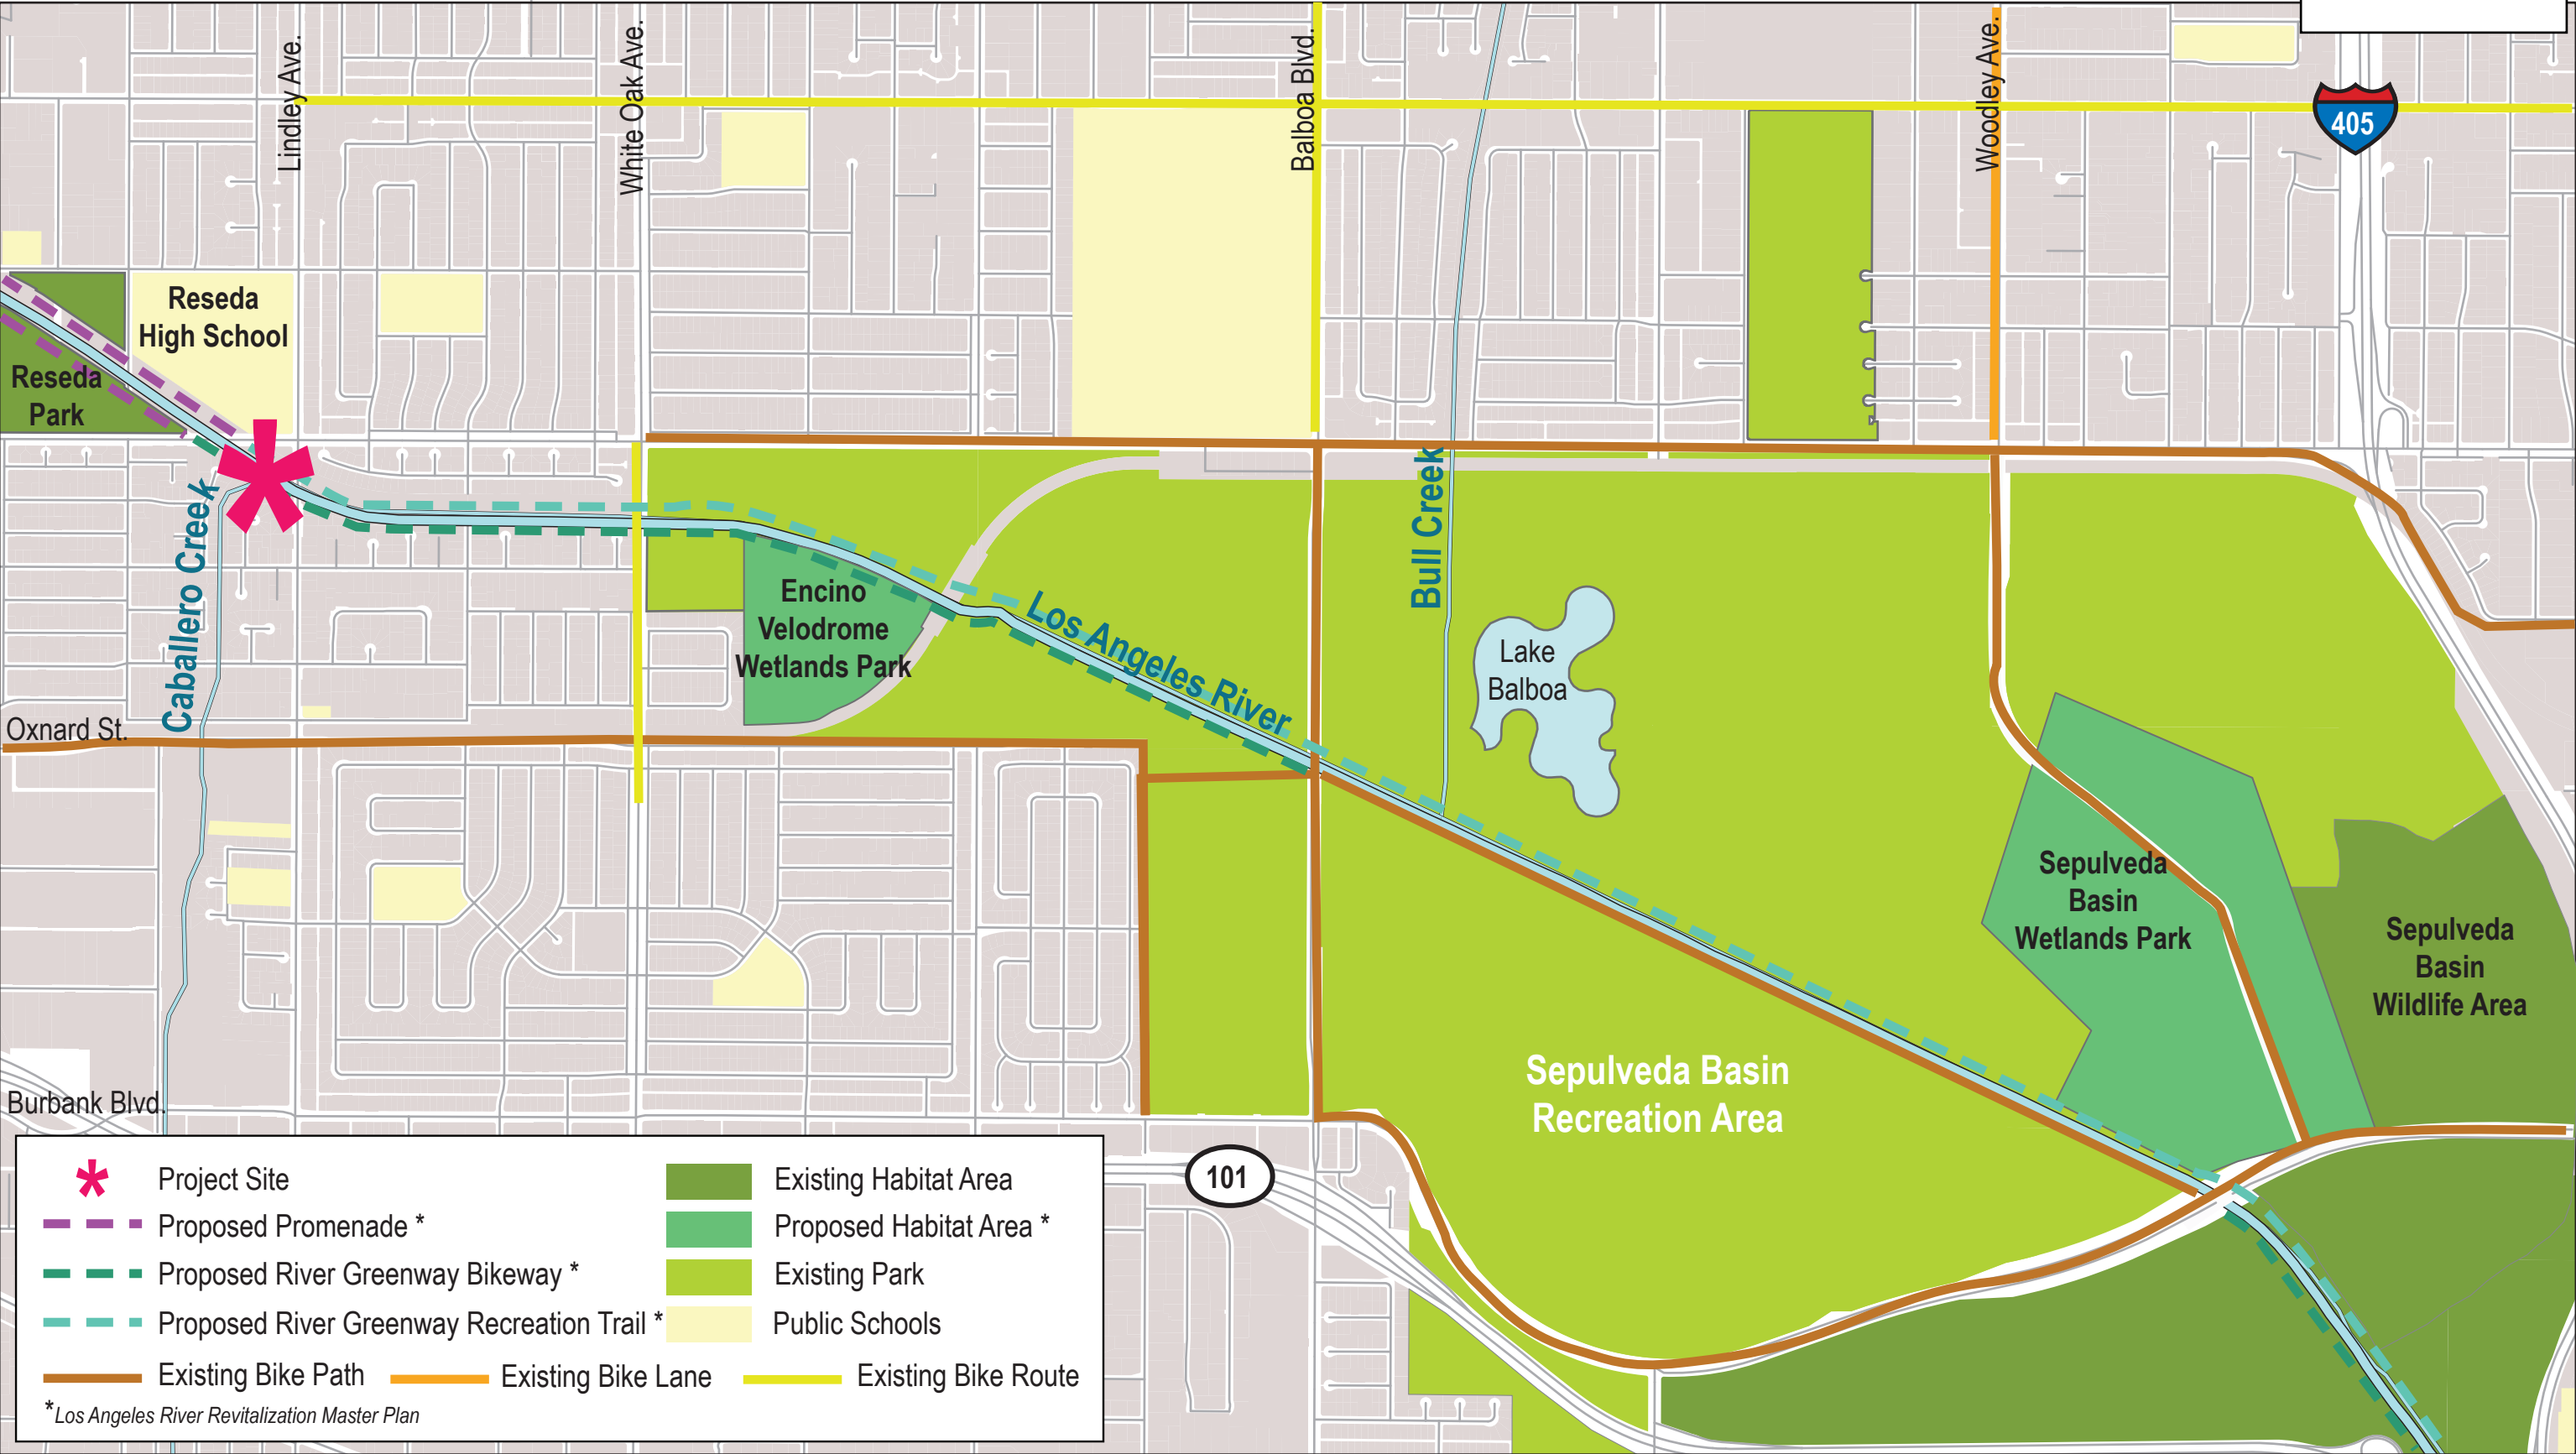 Lindley Ave.
White Oak Ave.
Balboa Blvd.
Woodley Ave.
405
Reseda
High School
Reseda
Park
Caballero Creek
Encino
Velodrome
Wetlands Park
Los Angeles River
Bull Creek
Lake
Balboa
Oxnard St.
Sepulveda
Basin
Wetlands Park
Sepulveda
Basin
Wildlife Area
Sepulveda Basin
Recreation Area
Burbank Blvd.
101
Project Site
Proposed Promenade *
Proposed River Greenway Bikeway *
Proposed River Greenway Recreation Trail *
Existing Habitat Area
Proposed Habitat Area *
Existing Park
Public Schools
Existing Bike Path
Existing Bike Lane
Existing Bike Route
*Los Angeles River Revitalization Master Plan